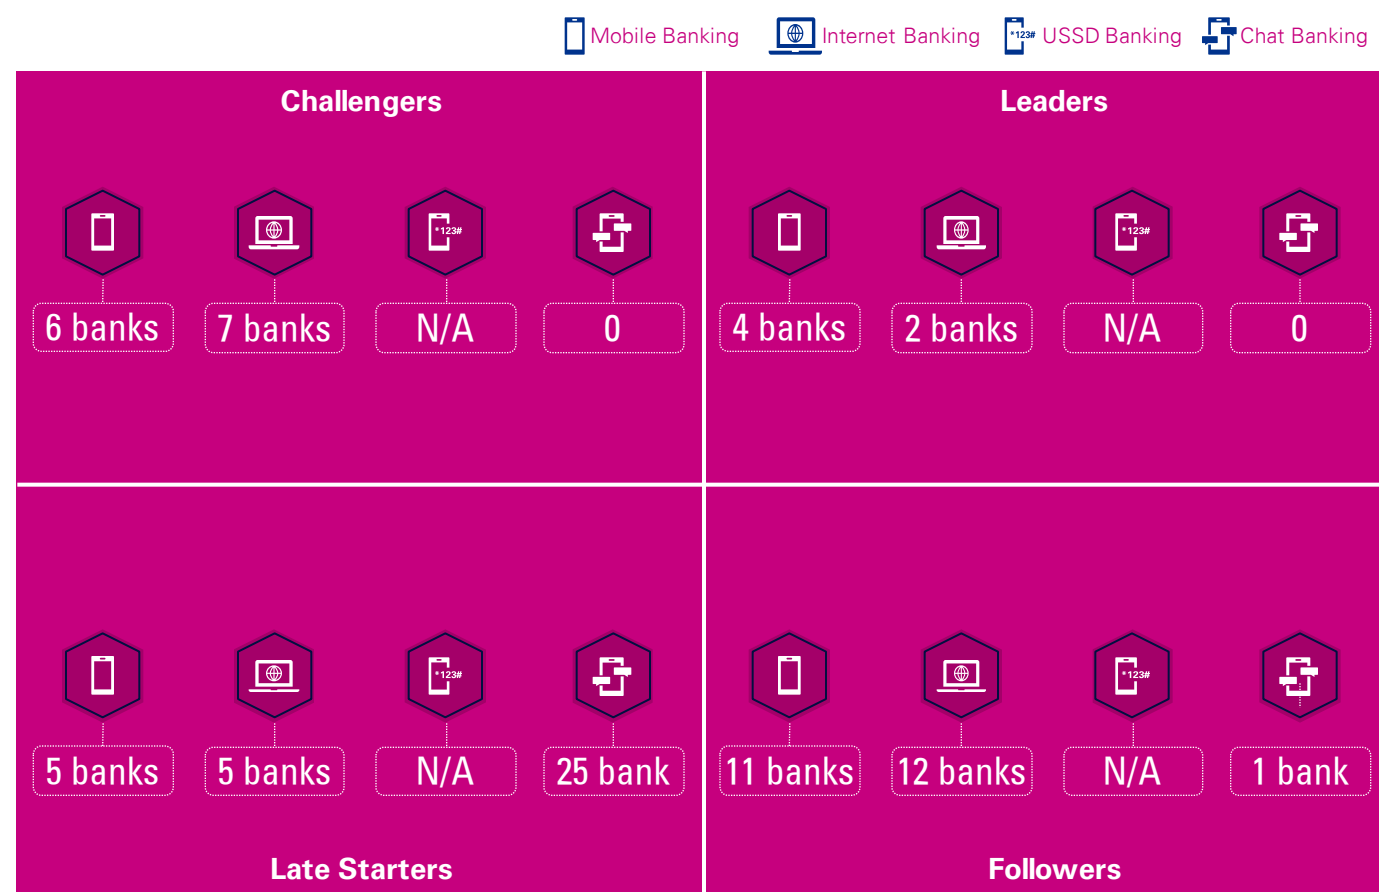 Mobile Banking Internet Banking *123# USSD Banking Chat Banking
Challengers
*123#
6 banks 7 banks N/A 0
Leaders
*123#
4 banks 2 banks N/A 0
*123#
5 banks 5 banks N/A 25 bank
Late Starters
*123#
11 banks 12 banks N/A 1 bank
Followers